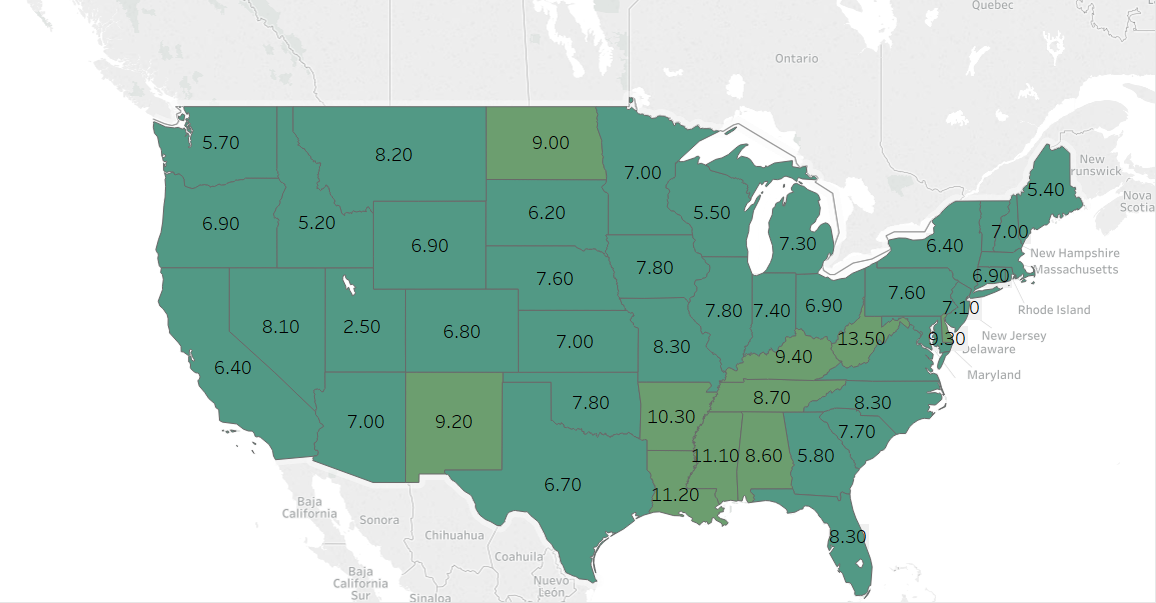 Quebec
Ontario
5.70
8.20
9.00
7.00
New
runswick
5.40
Nova
Scotia
6.90
5.20
6.20
5.50
7.00
6.90
7.30
6.40
New Hampshire
7.80
6.90
Massachusetts
7.60
7.60
8.10
2.50
6.80
7.80
7.40
6.90
7.10
Rhode Island
7.00
8.30
13.50
9.30
New Jersey
Delaware
9.40
6.40
Maryland
8.70
8.30
7.00
9.20
7.80
10.30
7.70
11.10
8.60
5.80
6.70
11.20
Baja
California
Sonora
Chihuahua
8.30
Coahuila
Baja
California
Sur
Nuevo
León
Sinaloa